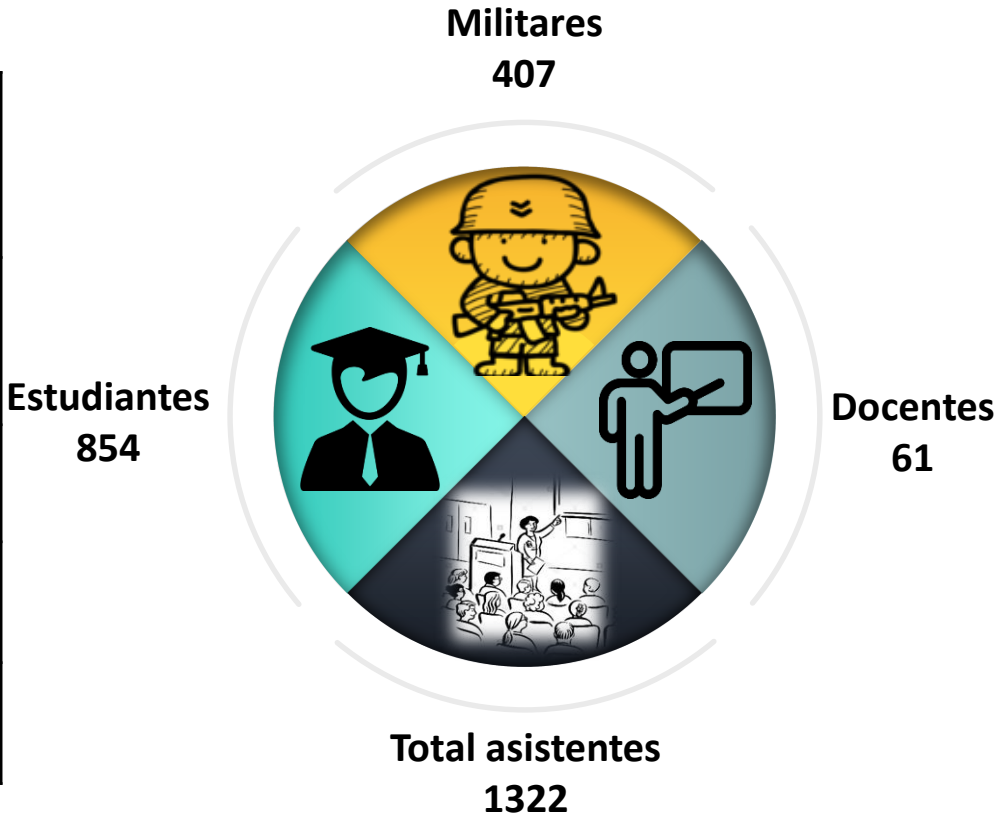 Militares
407
Estudiantes
854
Docentes
61
Total asistentes
1322